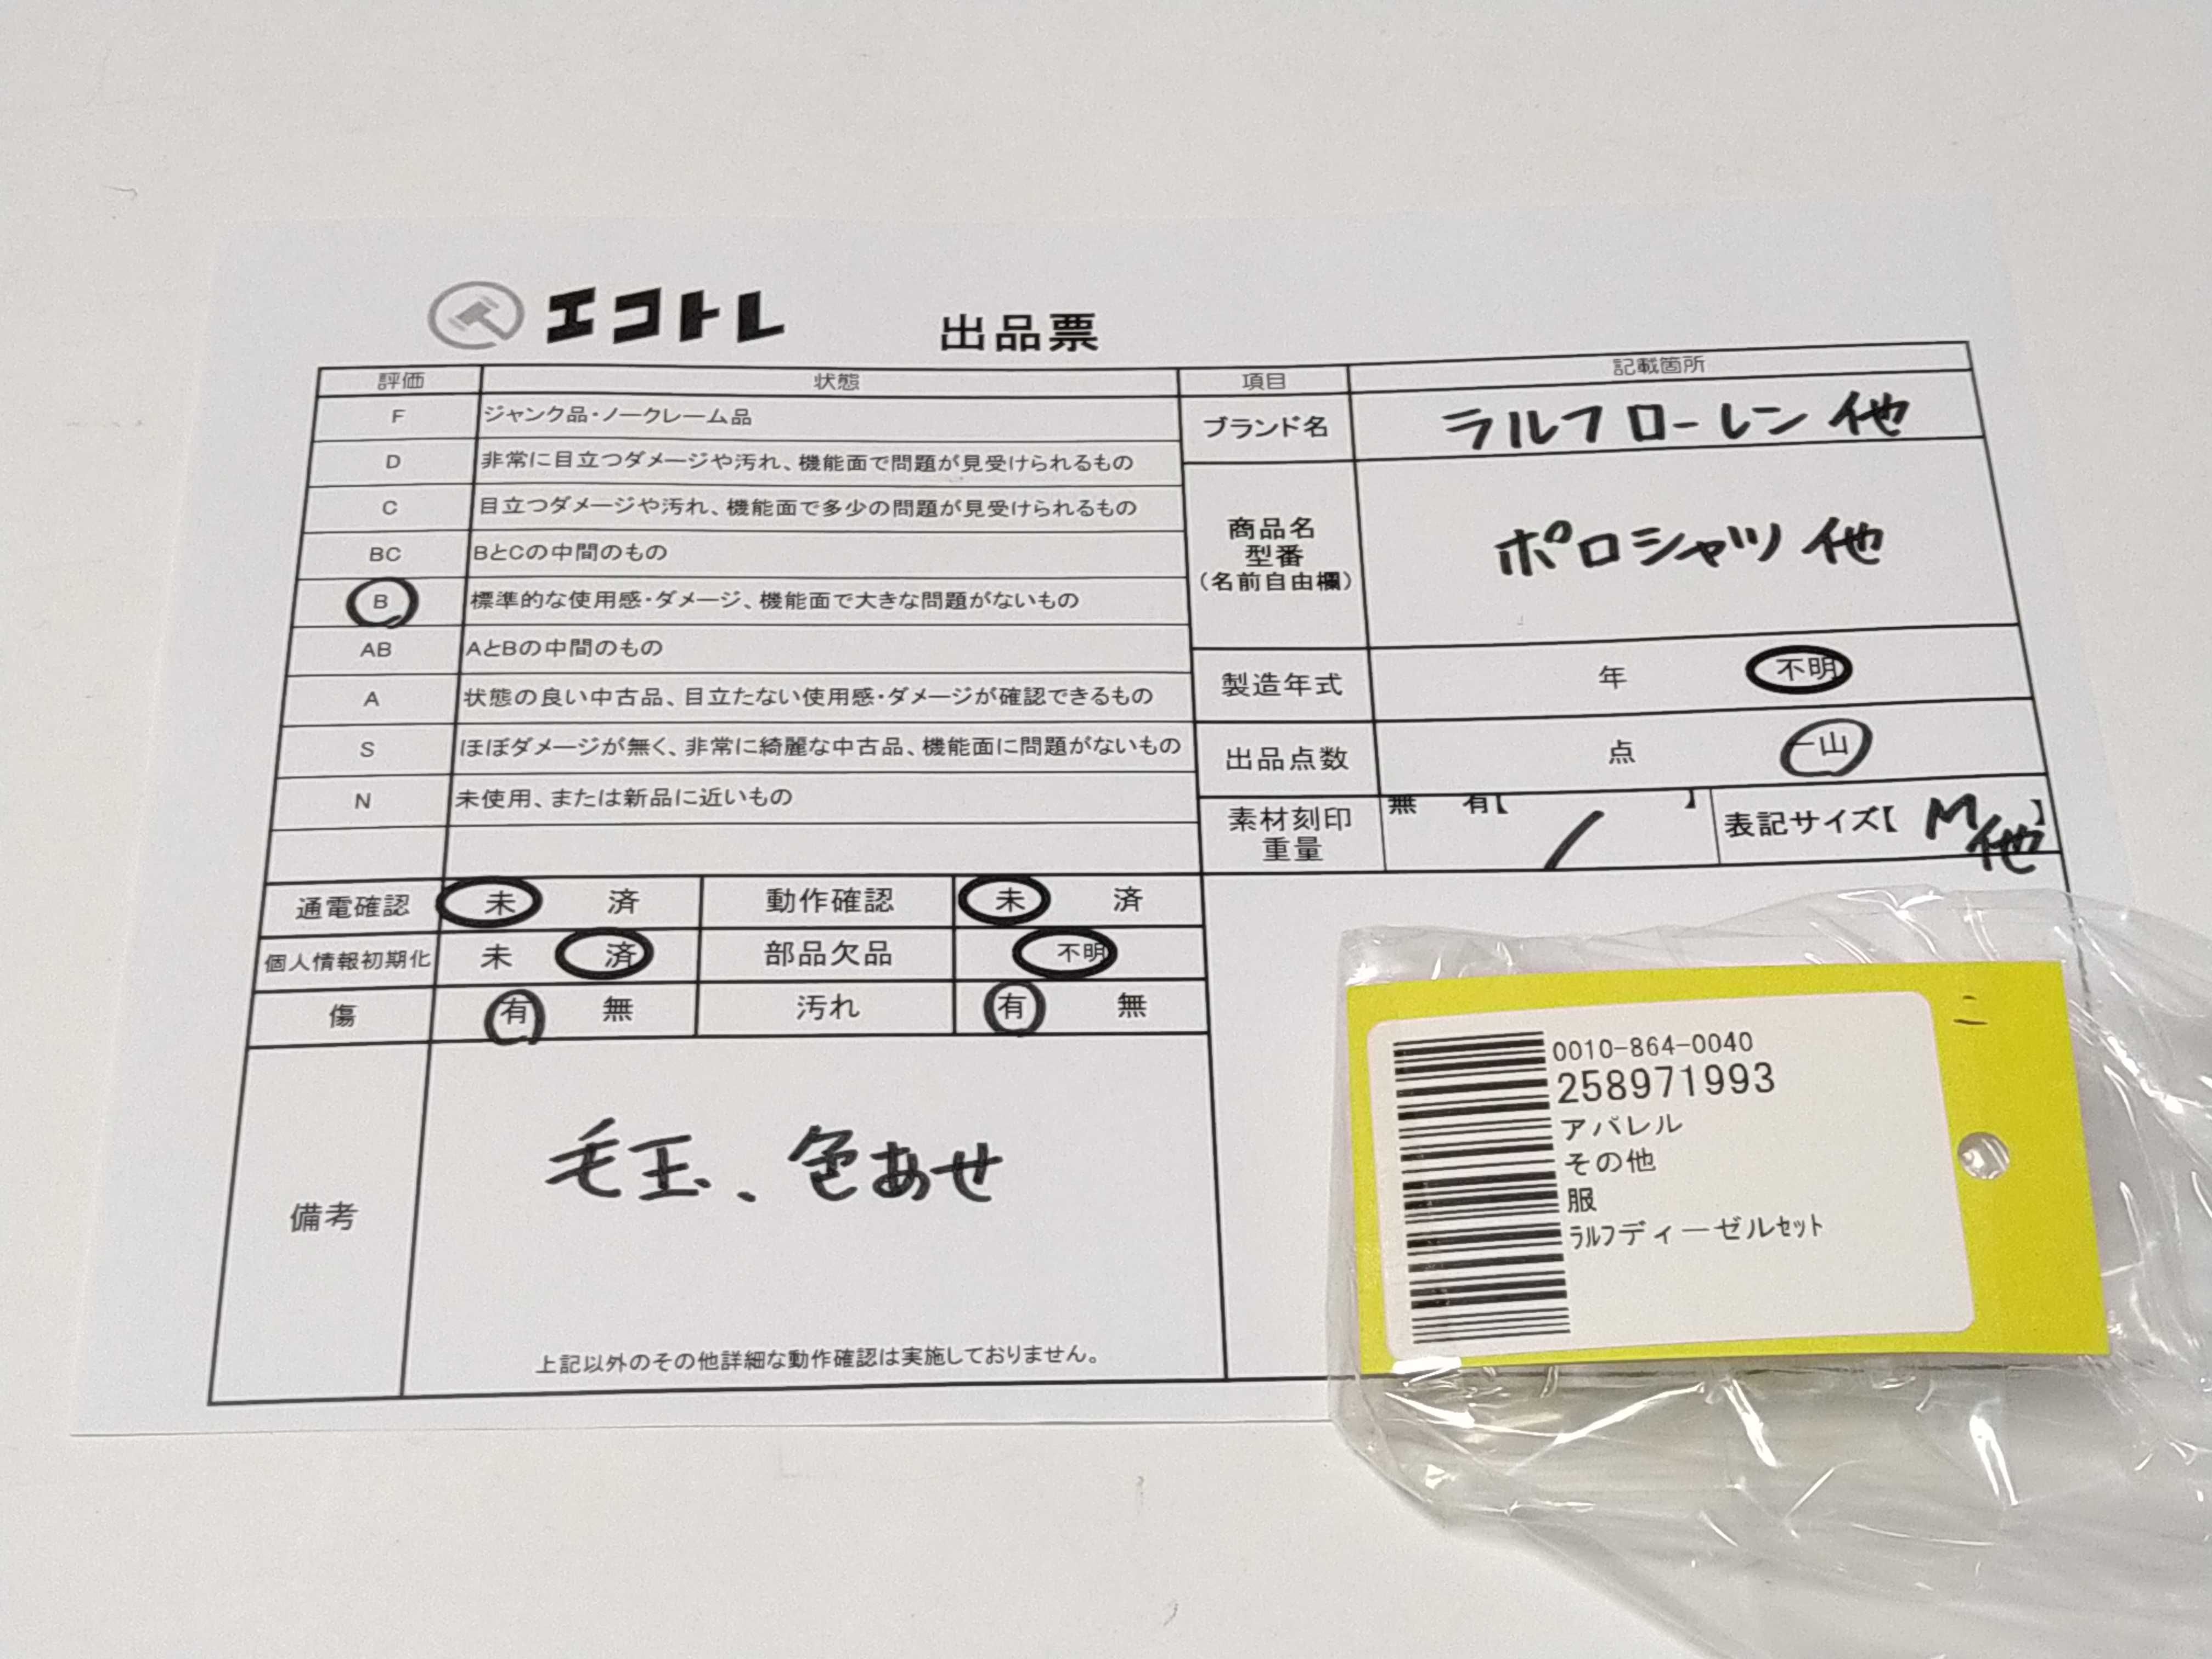 エコトレ 出品票
評価 状態
F ジャンク品・ノークレーム品
D 非常に目立つダメージや汚れ、機能面で問題が見受けられるもの
C 目立つダメージや汚れ、機能面で多少の問題が見受けられるもの
BC BとCの中間のもの
B 標準的な使用感・ダメージ、機能面で大きな問題がないもの
AB AとBの中間のもの
A 状態の良い中古品、目立たない使用感・ダメージが確認できるもの
S ほぼダメージが無く、非常に綺麗な中古品、機能面に問題がないもの
N 未使用、または新品に近いもの
項目 記載箇所
ブランド名 ラルフローレン 他
商品名
型番
(名前自由欄)
ポロシャツ 他
製造年式 年 不明
出品点数 点 一山
素材刻印
重量
無 有【 】 表記サイズ【 M/他 】
通電確認 未 済 動作確認 未 済
個人情報初期化 未 済 部品欠品 不明
傷 有 無 汚れ 有 無
備考
毛玉、色あせ
上記以外のその他詳細な動作確認は実施しておりません。
ニ
0010-864-0040
258971993
アパレル
その他
服
ﾗﾙﾌディーゼルｾｯﾄ